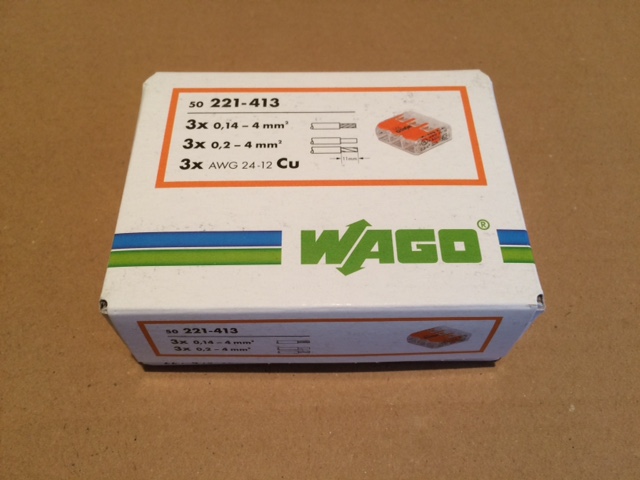 50 221-413
3x 0,14 – 4 mm²
3x 0,2 – 4 mm²
3x AWG 24-12 Cu
11mm
WAGO®
50 221-413
3x 0,14 – 4 mm²
3x 0,2 – 4 mm²